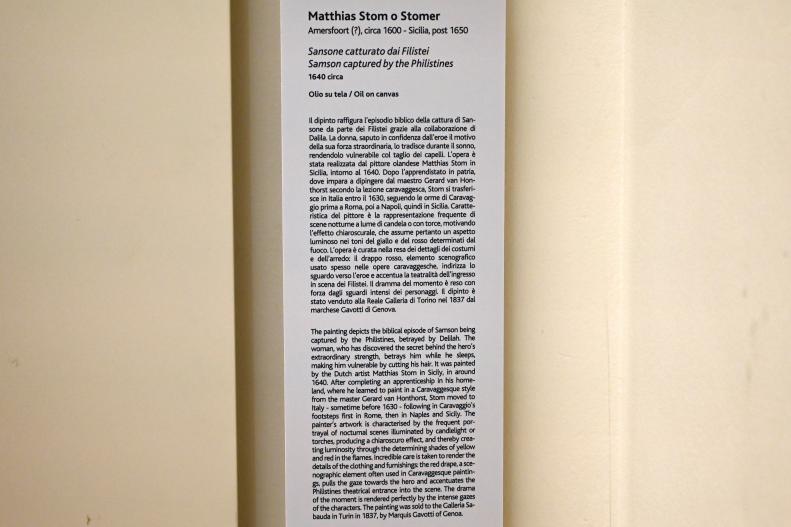 Matthias Stom o Stomer
Amersfoort (?), circa 1600 - Sicilia, post 1650
Sansone catturato dai Filistei
Samson captured by the Philistines
1640 circa
Olio su tela / Oil on canvas
Il dipinto raffigura l'episodio biblico della cattura di San-
sone da parte dei Filistei grazie alla collaborazione di
Dalila. La donna, saputo in confidenza dall'eroe il motivo
della sua forza straordinaria, lo tradisce durante il sonno,
rendendolo vulnerabile col taglio dei capelli. L'opera è
stata realizzata dal pittore olandese Matthias Stom in
Sicilia, intorno al 1640. Dopo l'apprendistato in patria,
dove impara a dipingere dal maestro Gerard van Hon-
thorst secondo la lezione caravaggesca, Stom si trasferi-
sce in Italia entro il 1630, seguendo le orme di Caravag-
gio prima a Roma, poi a Napoli, quindi in Sicilia. Caratte-
ristica del pittore è la rappresentazione frequente di
scene notturne a lume di candela o con torce, motivando
l'effetto chiaroscurale, che assume pertanto un aspetto
luminoso nei toni del giallo e del rosso determinati dal
fuoco. L'opera è curata nella resa dei dettagli dei costumi
e dell'arredo: il drappo rosso, elemento scenografico
usato spesso nelle opere caravaggesche, indirizza lo
sguardo verso l'eroe e accentua la teatralità dell'ingresso
in scena dei Filistei. Il dramma del momento è reso con
forza dagli sguardi intensi dei personaggi. Il dipinto è
stato venduto alla Reale Galleria di Torino nel 1837 dal
marchese Gavotti di Genova.
The painting depicts the biblical episode of Samson being
captured by the Philistines, betrayed by Delilah. The
woman, who has discovered the secret behind the hero's
extraordinary strength, betrays him while he sleeps,
making him vulnerable by cutting his hair. It was painted
by the Dutch artist Matthias Stom in Sicily, in around
1640. After completing an apprenticeship in his home-
land, where he learned to paint in a Caravaggesque style
from the master Gerard van Honthorst, Stom moved to
Italy - sometime before 1630 - following in Caravaggio's
footsteps first in Rome, then in Naples and Sicily. The
painter's artwork is characterised by the frequent por-
trayal of nocturnal scenes illuminated by candlelight or
torches, producing a chiaroscuro effect, and thereby crea-
ting luminosity through the determining shades of yellow
and red in the flames. Incredible care is taken to render the
details of the clothing and furnishings: the red drape, a sce-
nographic element often used in Caravaggesque paintin-
gs, pulls the gaze towards the hero and accentuates the
Philistines theatrical entrance into the scene. The drama
of the moment is rendered perfectly by the intense gazes
of the characters. The painting was sold to the Galleria Sa-
bauda in Turin in 1837, by Marquis Gavotti of Genoa.